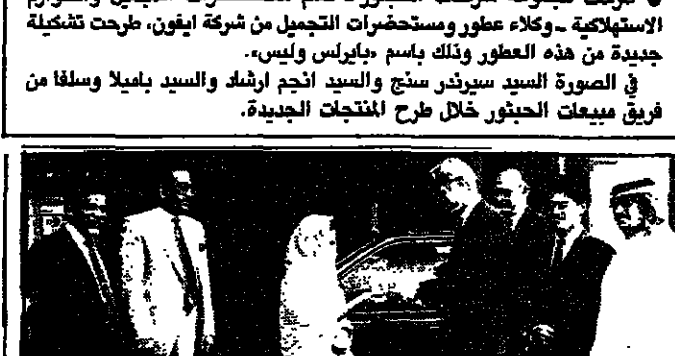 الاستهلاكية ـ وكلاء عطور ومستحضرات التجميل من شركة ايفون، طرحت تشكيلة
جديدة من هذه العطور وذلك باسم «بايرلس وليس».
في الصورة السيد سيرندر سنج والسيد انجم ارشاد والسيد باميلا وسلفا من
فريق مبيعات الحبتور خلال طرح المنتجات الجديدة.